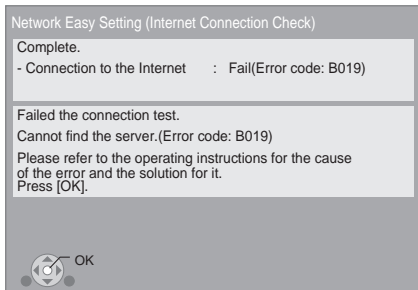 Network Easy Setting (Internet Connection Check)
Complete.
- Connection to the Internet : Fail(Error code: B019)
Failed the connection test.
Cannot find the server.(Error code: B019)
Please refer to the operating instructions for the cause
of the error and the solution for it.
Press [OK].
OK